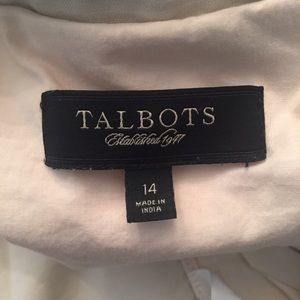 TALBOTS
Established 1947
14
MADE IN
INDIA